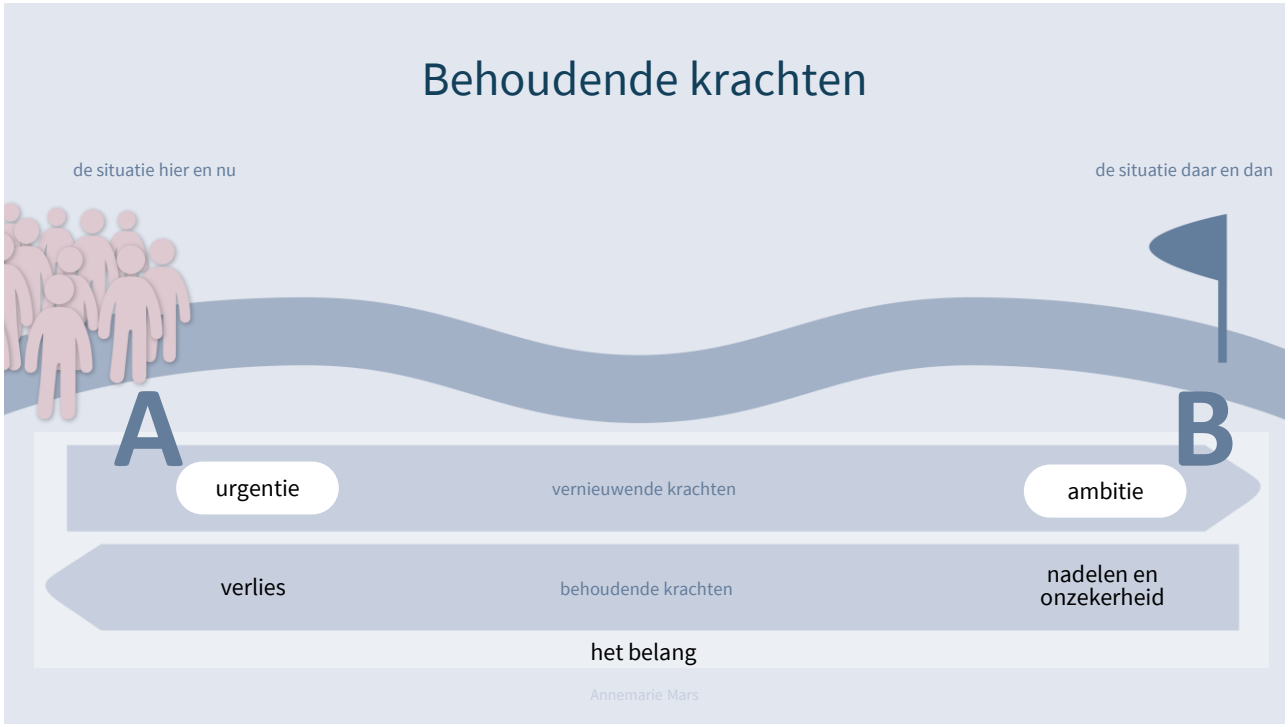 Behoudende krachten
de situatie hier en nu
de situatie daar en dan
A
B
urgentie
vernieuwende krachten
ambitie
verlies
behoudende krachten
nadelen en
onzekerheid
het belang
Annemarie Mars